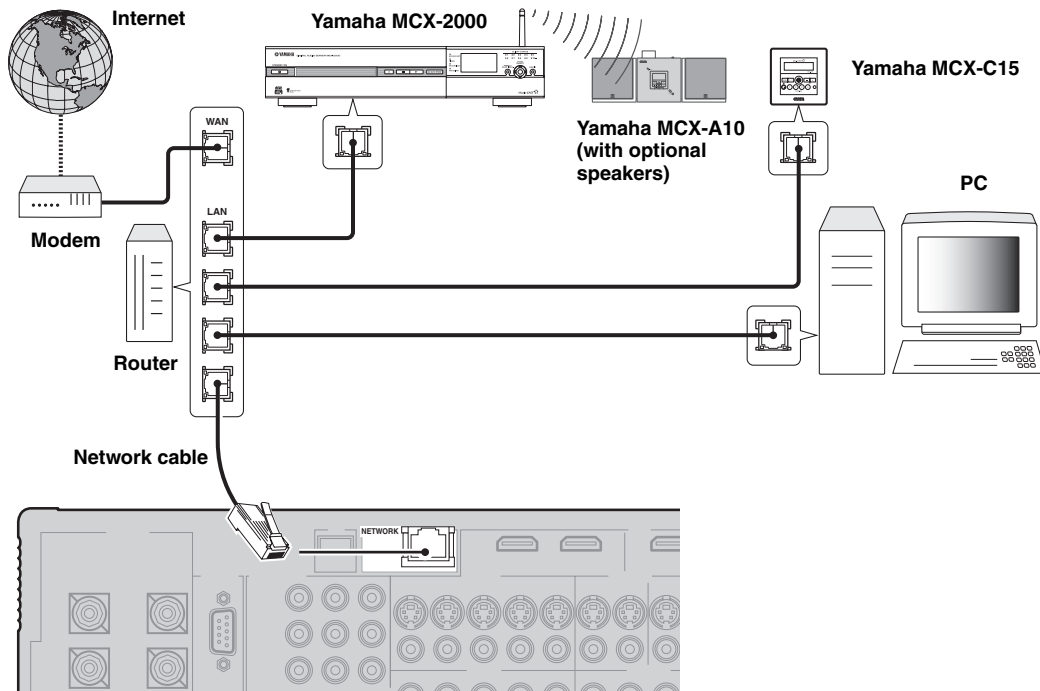 Internet
Yamaha MCX-2000
YAMAHA
Yamaha MCX-C15
Yamaha MCX-A10
(with optional
speakers)
PC
WAN
LAN
Modem
Router
Network cable
NETWORK